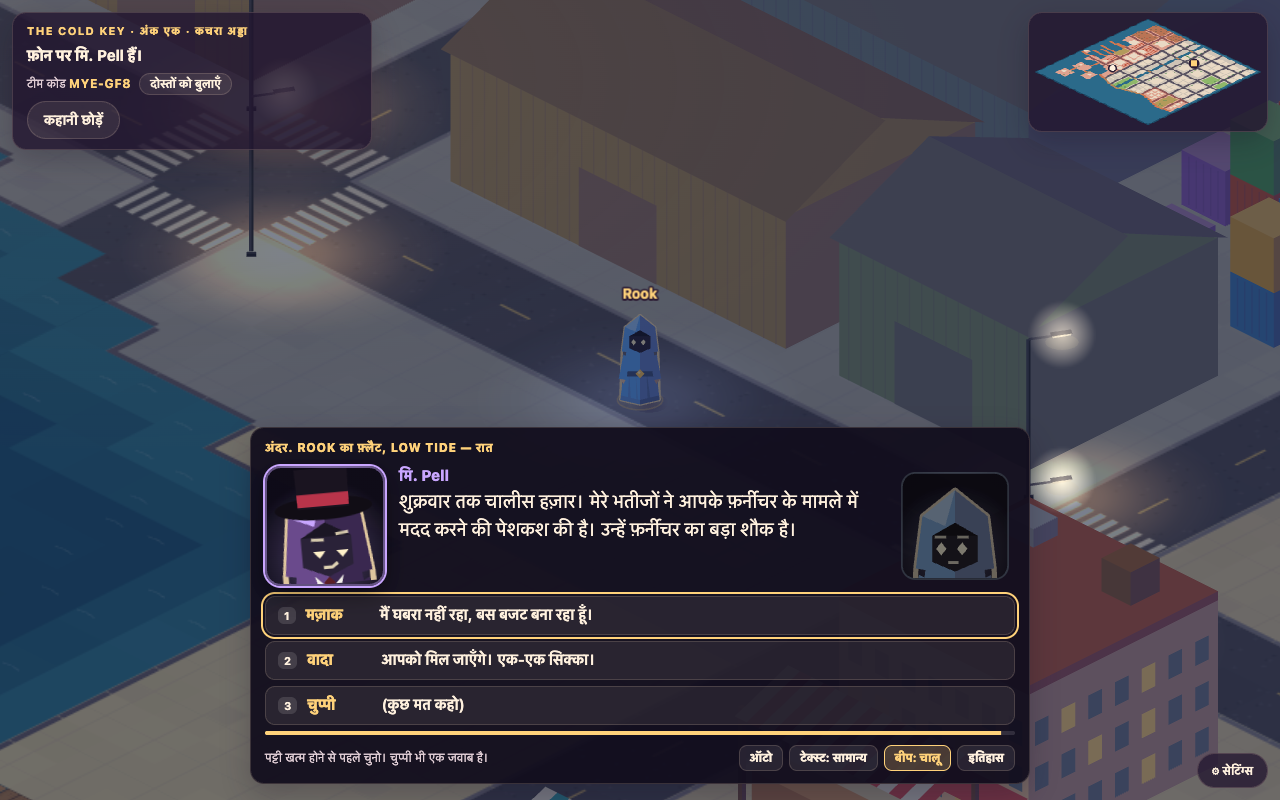 THE COLD KEY · अंक एक · कचरा अड्डा
फ़ोन पर मि. Pell हैं।
टीम कोड MYE-GF8 दोस्तों को बुलाएँ
कहानी छोड़ें
Rook
अंदर. ROOK का फ़्लैट, LOW TIDE — रात
मि. Pell
शुक्रवार तक चालीस हज़ार। मेरे भतीजों ने आपके फ़र्नीचर के मामले में
मदद करने की पेशकश की है। उन्हें फ़र्नीचर का बड़ा शौक है।
1 मज़ाक मैं घबरा नहीं रहा, बस बजट बना रहा हूँ।
2 वादा आपको मिल जाएँगे। एक-एक सिक्का।
3 चुप्पी (कुछ मत कहो)
पट्टी खत्म होने से पहले चुनो। चुप्पी भी एक जवाब है।
ऑटो टेक्स्ट: सामान्य बीप: चालू इतिहास
⚙ सेटिंग्स